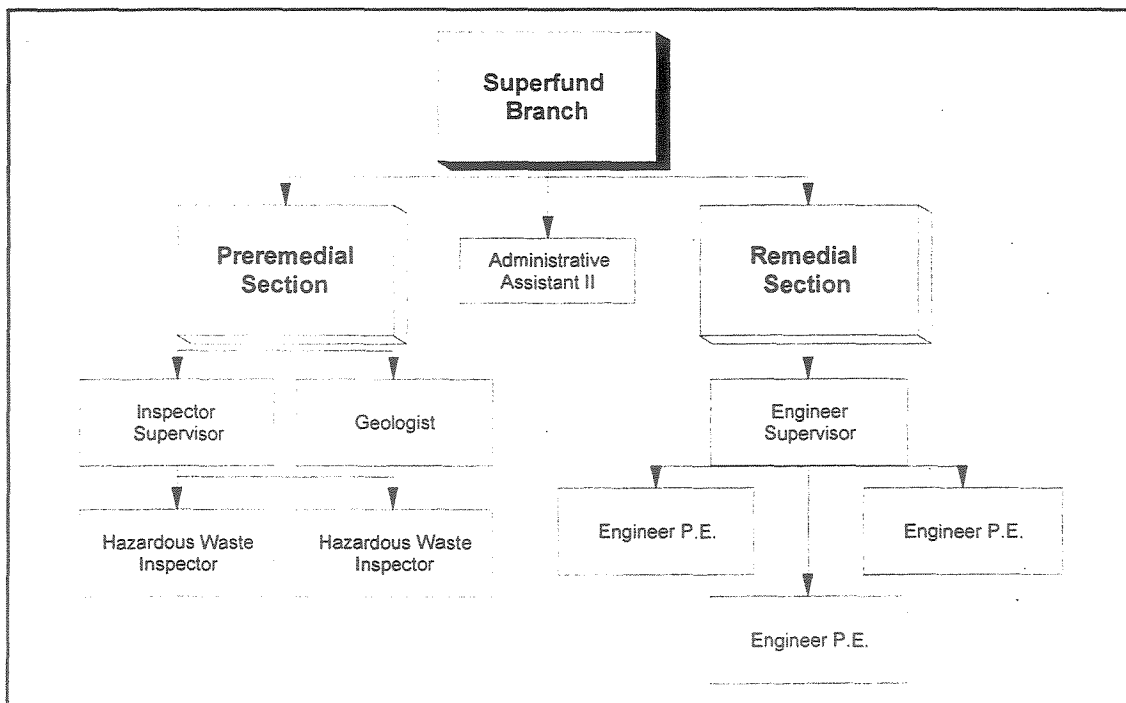 Superfund
Branch
Preremedial
Section
Administrative
Assistant II
Remedial
Section
Inspector
Supervisor
Geologist
Engineer
Supervisor
Hazardous Waste
Inspector
Hazardous Waste
Inspector
Engineer P.E.
Engineer P.E.
Engineer P.E.